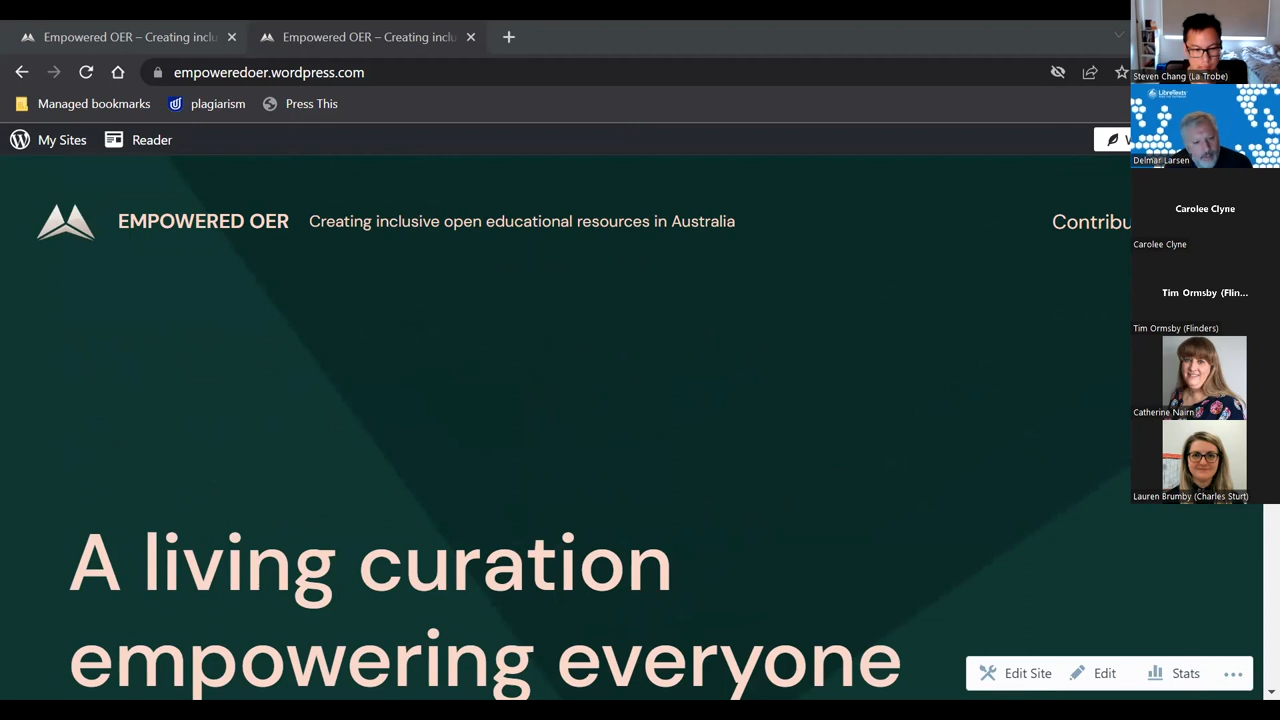 Empowered OER – Creating inclu
Empowered OER – Creating inclu
empoweredoer.wordpress.com
Managed bookmarks
plagiarism
Press This
My Sites
Reader
EMPOWERED OER
Creating inclusive open educational resources in Australia
Contribu
A living curation
empowering everyone
Edit Site
Edit
Stats
Steven Chang (La Trobe)
LibreTexts
Delmar Larsen
Carolee Clyne
Carolee Clyne
Tim Ormsby (Flin...
Tim Ormsby (Flinders)
Catherine Nairn
Lauren Brumby (Charles Sturt)